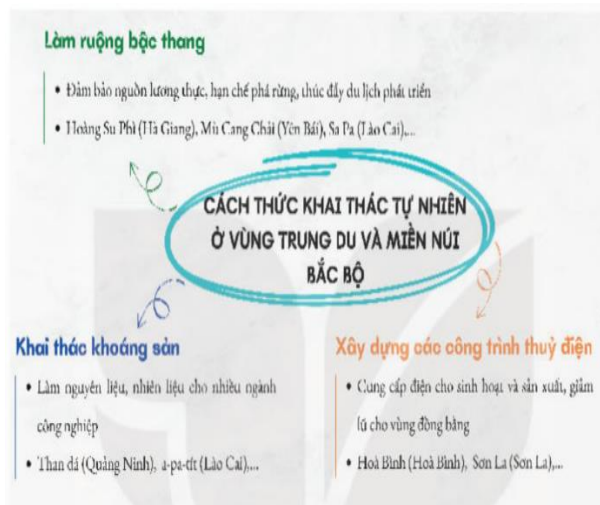 Làm ruộng bậc thang
• Đảm bảo nguồn lương thực, hạn chế phá rừng, thúc đẩy du lịch phát triển
• Hoàng Su Phì (Hà Giang), Mù Cang Chải (Yên Bái), Sa Pa (Lào Cai),...
CÁCH THỨC KHAI THÁC TỰ NHIÊN
Ở VÙNG TRUNG DU VÀ MIỀN NÚI
BẮC BỘ
Khai thác khoáng sản
• Làm nguyên liệu, nhiên liệu cho nhiều ngành
công nghiệp
• Than đá (Quảng Ninh), a-pa-tít (Lào Cai),...
Xây dựng các công trình thuỷ điện
• Cung cấp điện cho sinh hoạt và sản xuất, giảm
lũ cho vùng đồng bằng
• Hoà Bình (Hoà Bình), Sơn La (Sơn La),...